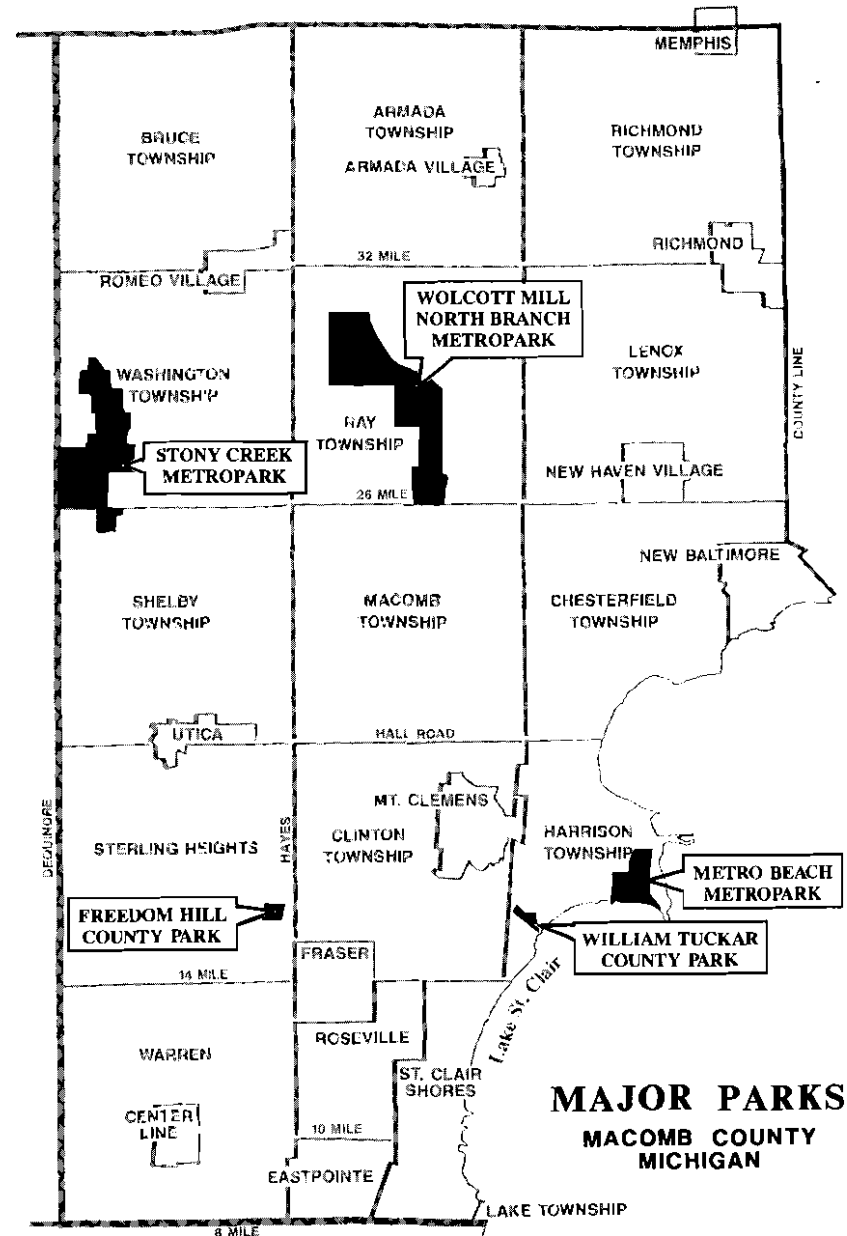 MEMPHIS
BRUCE
TOWNSHIP
ARMADA
TOWNSHIP
ARMADA VILLAGE
RICHMOND
TOWNSHIP
RICHMOND
32 MILE
ROMEO VILLAGE
WOLCOTT MILL
NORTH BRANCH
METROPARK
WASHINGTON
TOWNSHIP
LENOX
TOWNSHIP
COUNTY LINE
RAY
TOWNSHIP
STONY CREEK
METROPARK
NEW HAVEN VILLAGE
26 MILE
NEW BALTIMORE
SHELBY
TOWNSHIP
MACOMB
TOWNSHIP
CHESTERFIELD
TOWNSHIP
UTICA
HALL ROAD
MT. CLEMENS
DEQUINDRE
STERLING HEIGHTS
HAYES
CLINTON
TOWNSHIP
HARRISON
TOWNSHIP
METRO BEACH
METROPARK
FREEDOM HILL
COUNTY PARK
WILLIAM TUCKAR
COUNTY PARK
FRASER
14 MILE
Lake St. Clair
ROSEVILLE
WARREN
ST. CLAIR
SHORES
CENTER
LINE
10 MILE
MAJOR PARKS
MACOMB COUNTY
MICHIGAN
EASTPOINTE
LAKE TOWNSHIP
8 MILE